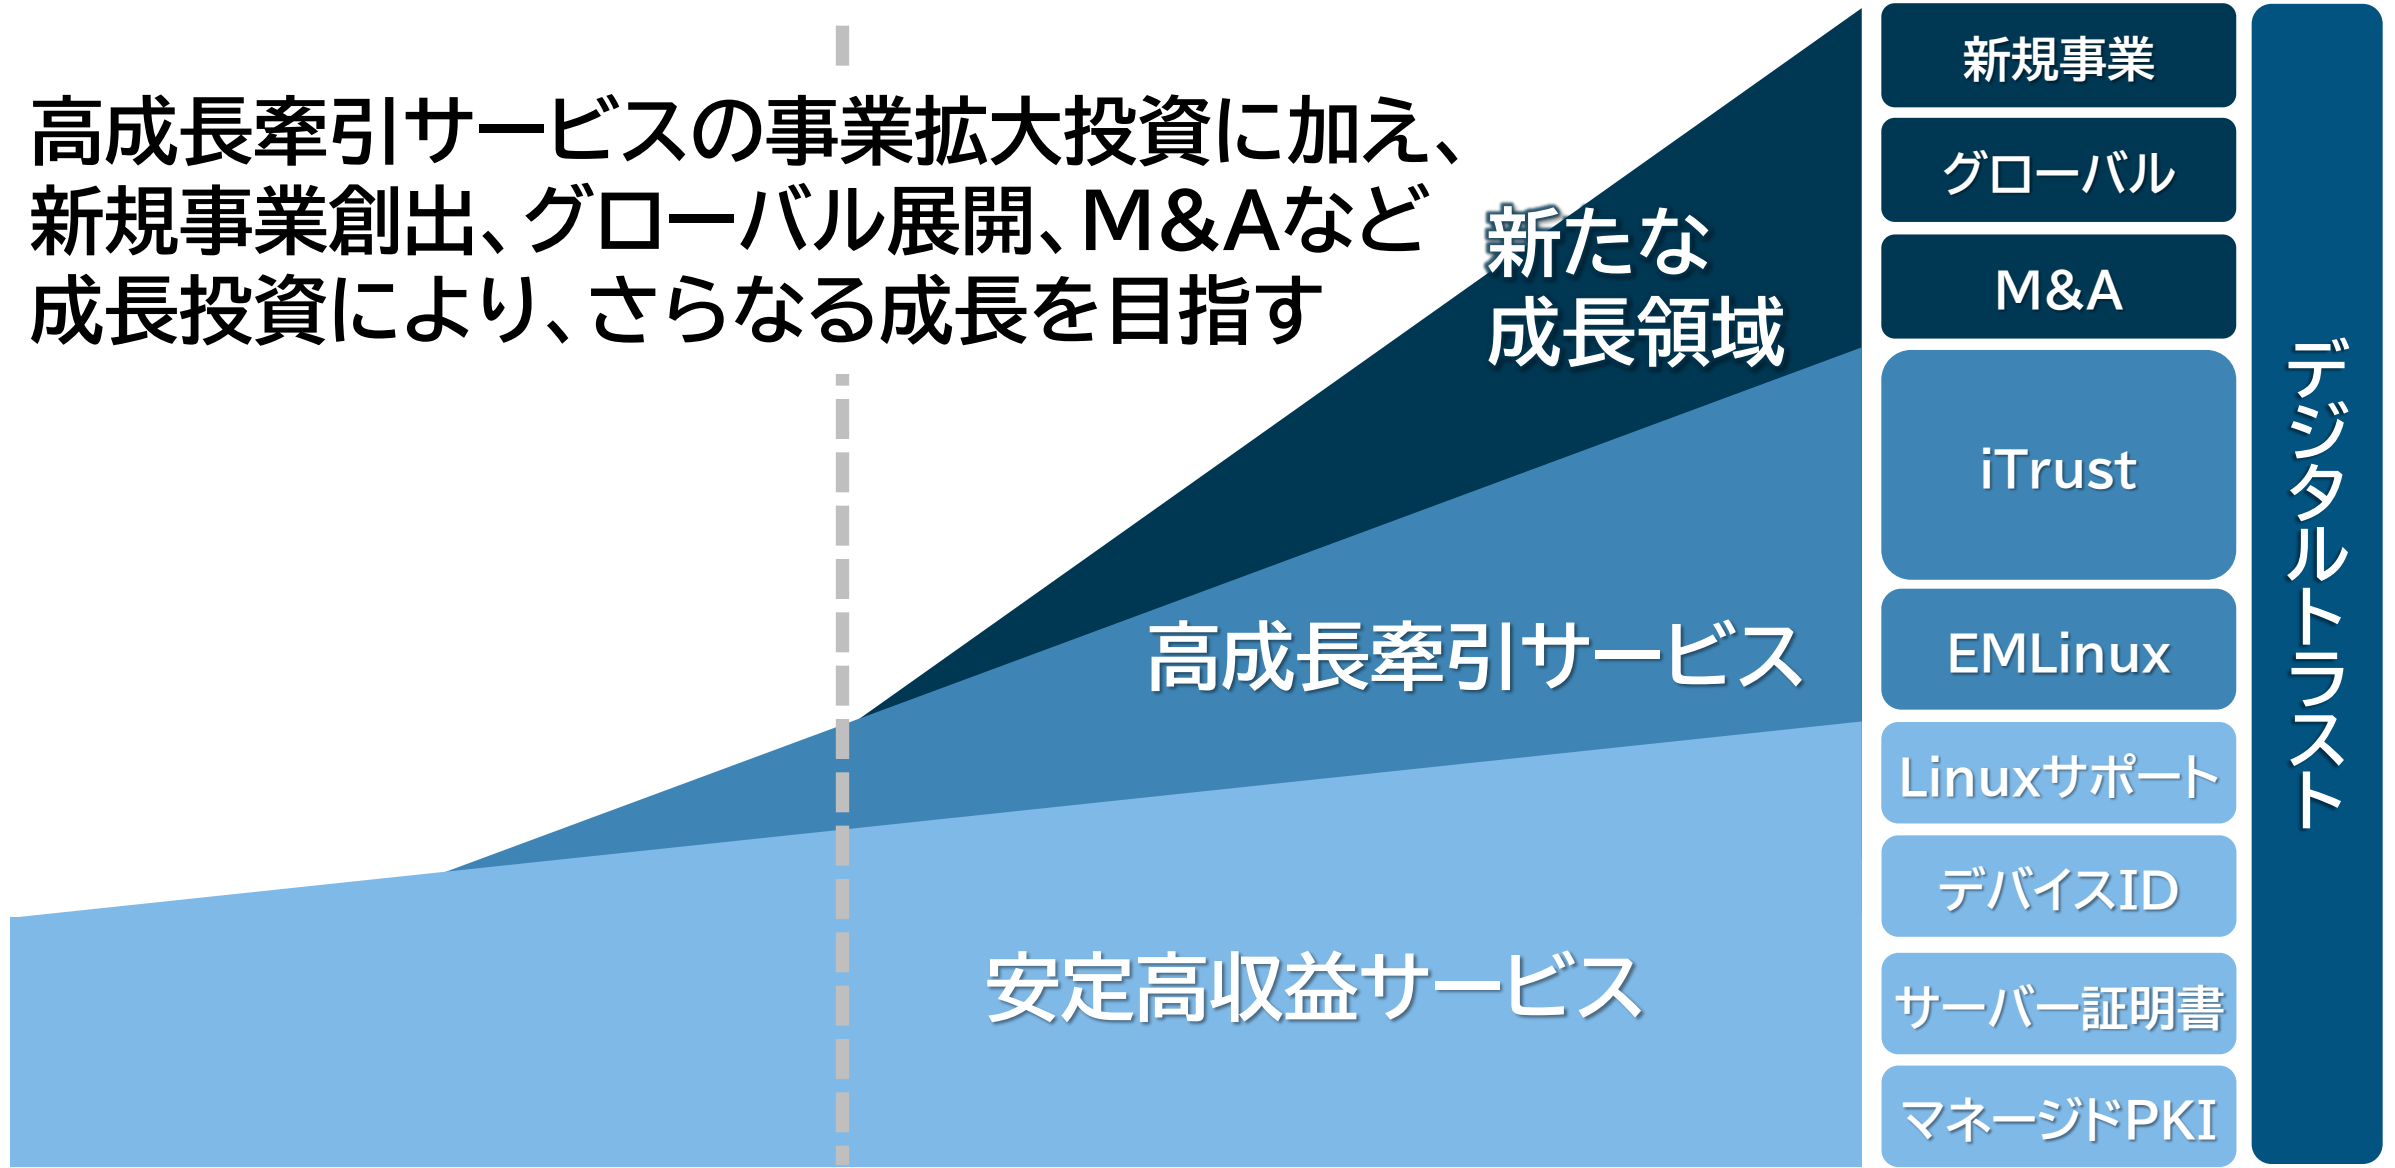 高成長牽引サービスの事業拡大投資に加え、
新規事業創出、グローバル展開、M&Aなど
成長投資により、さらなる成長を目指す
新たな
成長領域
高成長牽引サービス
安定高収益サービス
新規事業
グローバル
M&A
iTrust
EMLinux
Linuxサポート
デバイスID
サーバー証明書
マネージドPKI
デジタルトラスト